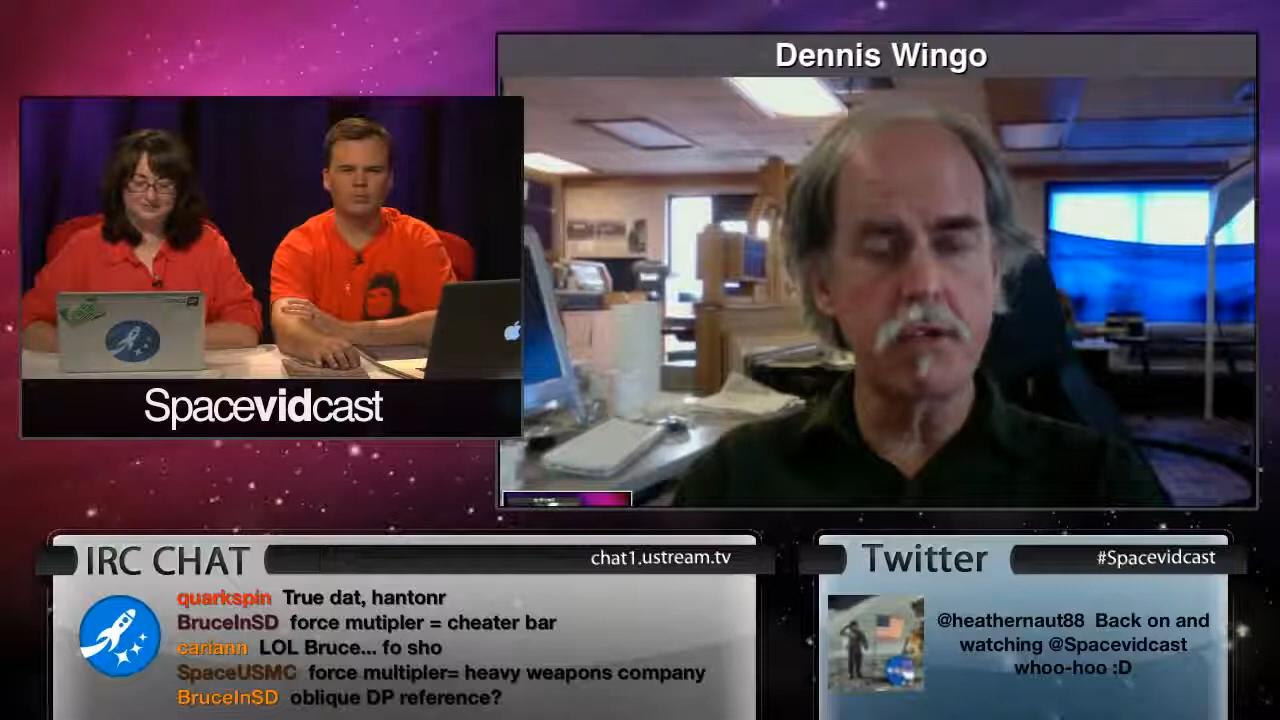 Dennis Wingo
Spacevidcast
IRC CHAT
chat1.ustream.tv
quarkspin True dat, hantonr
BruceInSD force mutipler = cheater bar
cariann LOL Bruce... fo sho
SpaceUSMC force multipler= heavy weapons company
BruceInSD oblique DP reference?
Twitter
#Spacevidcast
@heathernaut88 Back on and
watching @Spacevidcast
whoo-hoo :D